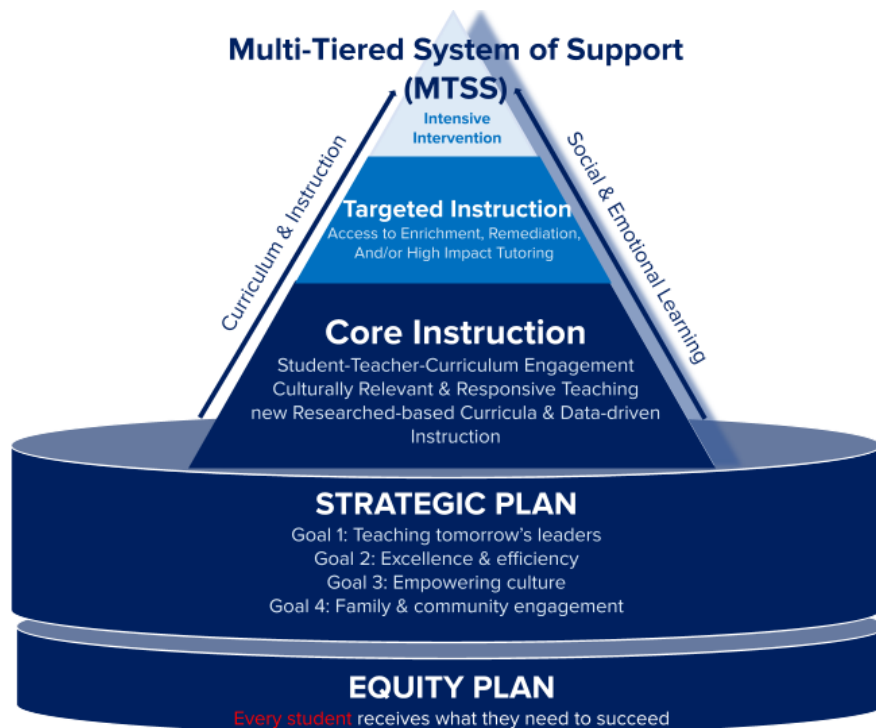 Multi-Tiered System of Support
(MTSS)
Intensive
Intervention
Curriculum & Instruction
Social & Emotional Learning
Targeted Instruction
Access to Enrichment, Remediation,
And/or High Impact Tutoring
Core Instruction
Student-Teacher-Curriculum Engagement
Culturally Relevant & Responsive Teaching
new Researched-based Curricula & Data-driven
Instruction
STRATEGIC PLAN
Goal 1: Teaching tomorrow's leaders
Goal 2: Excellence & efficiency
Goal 3: Empowering culture
Goal 4: Family & community engagement
EQUITY PLAN
Every student receives what they need to succeed